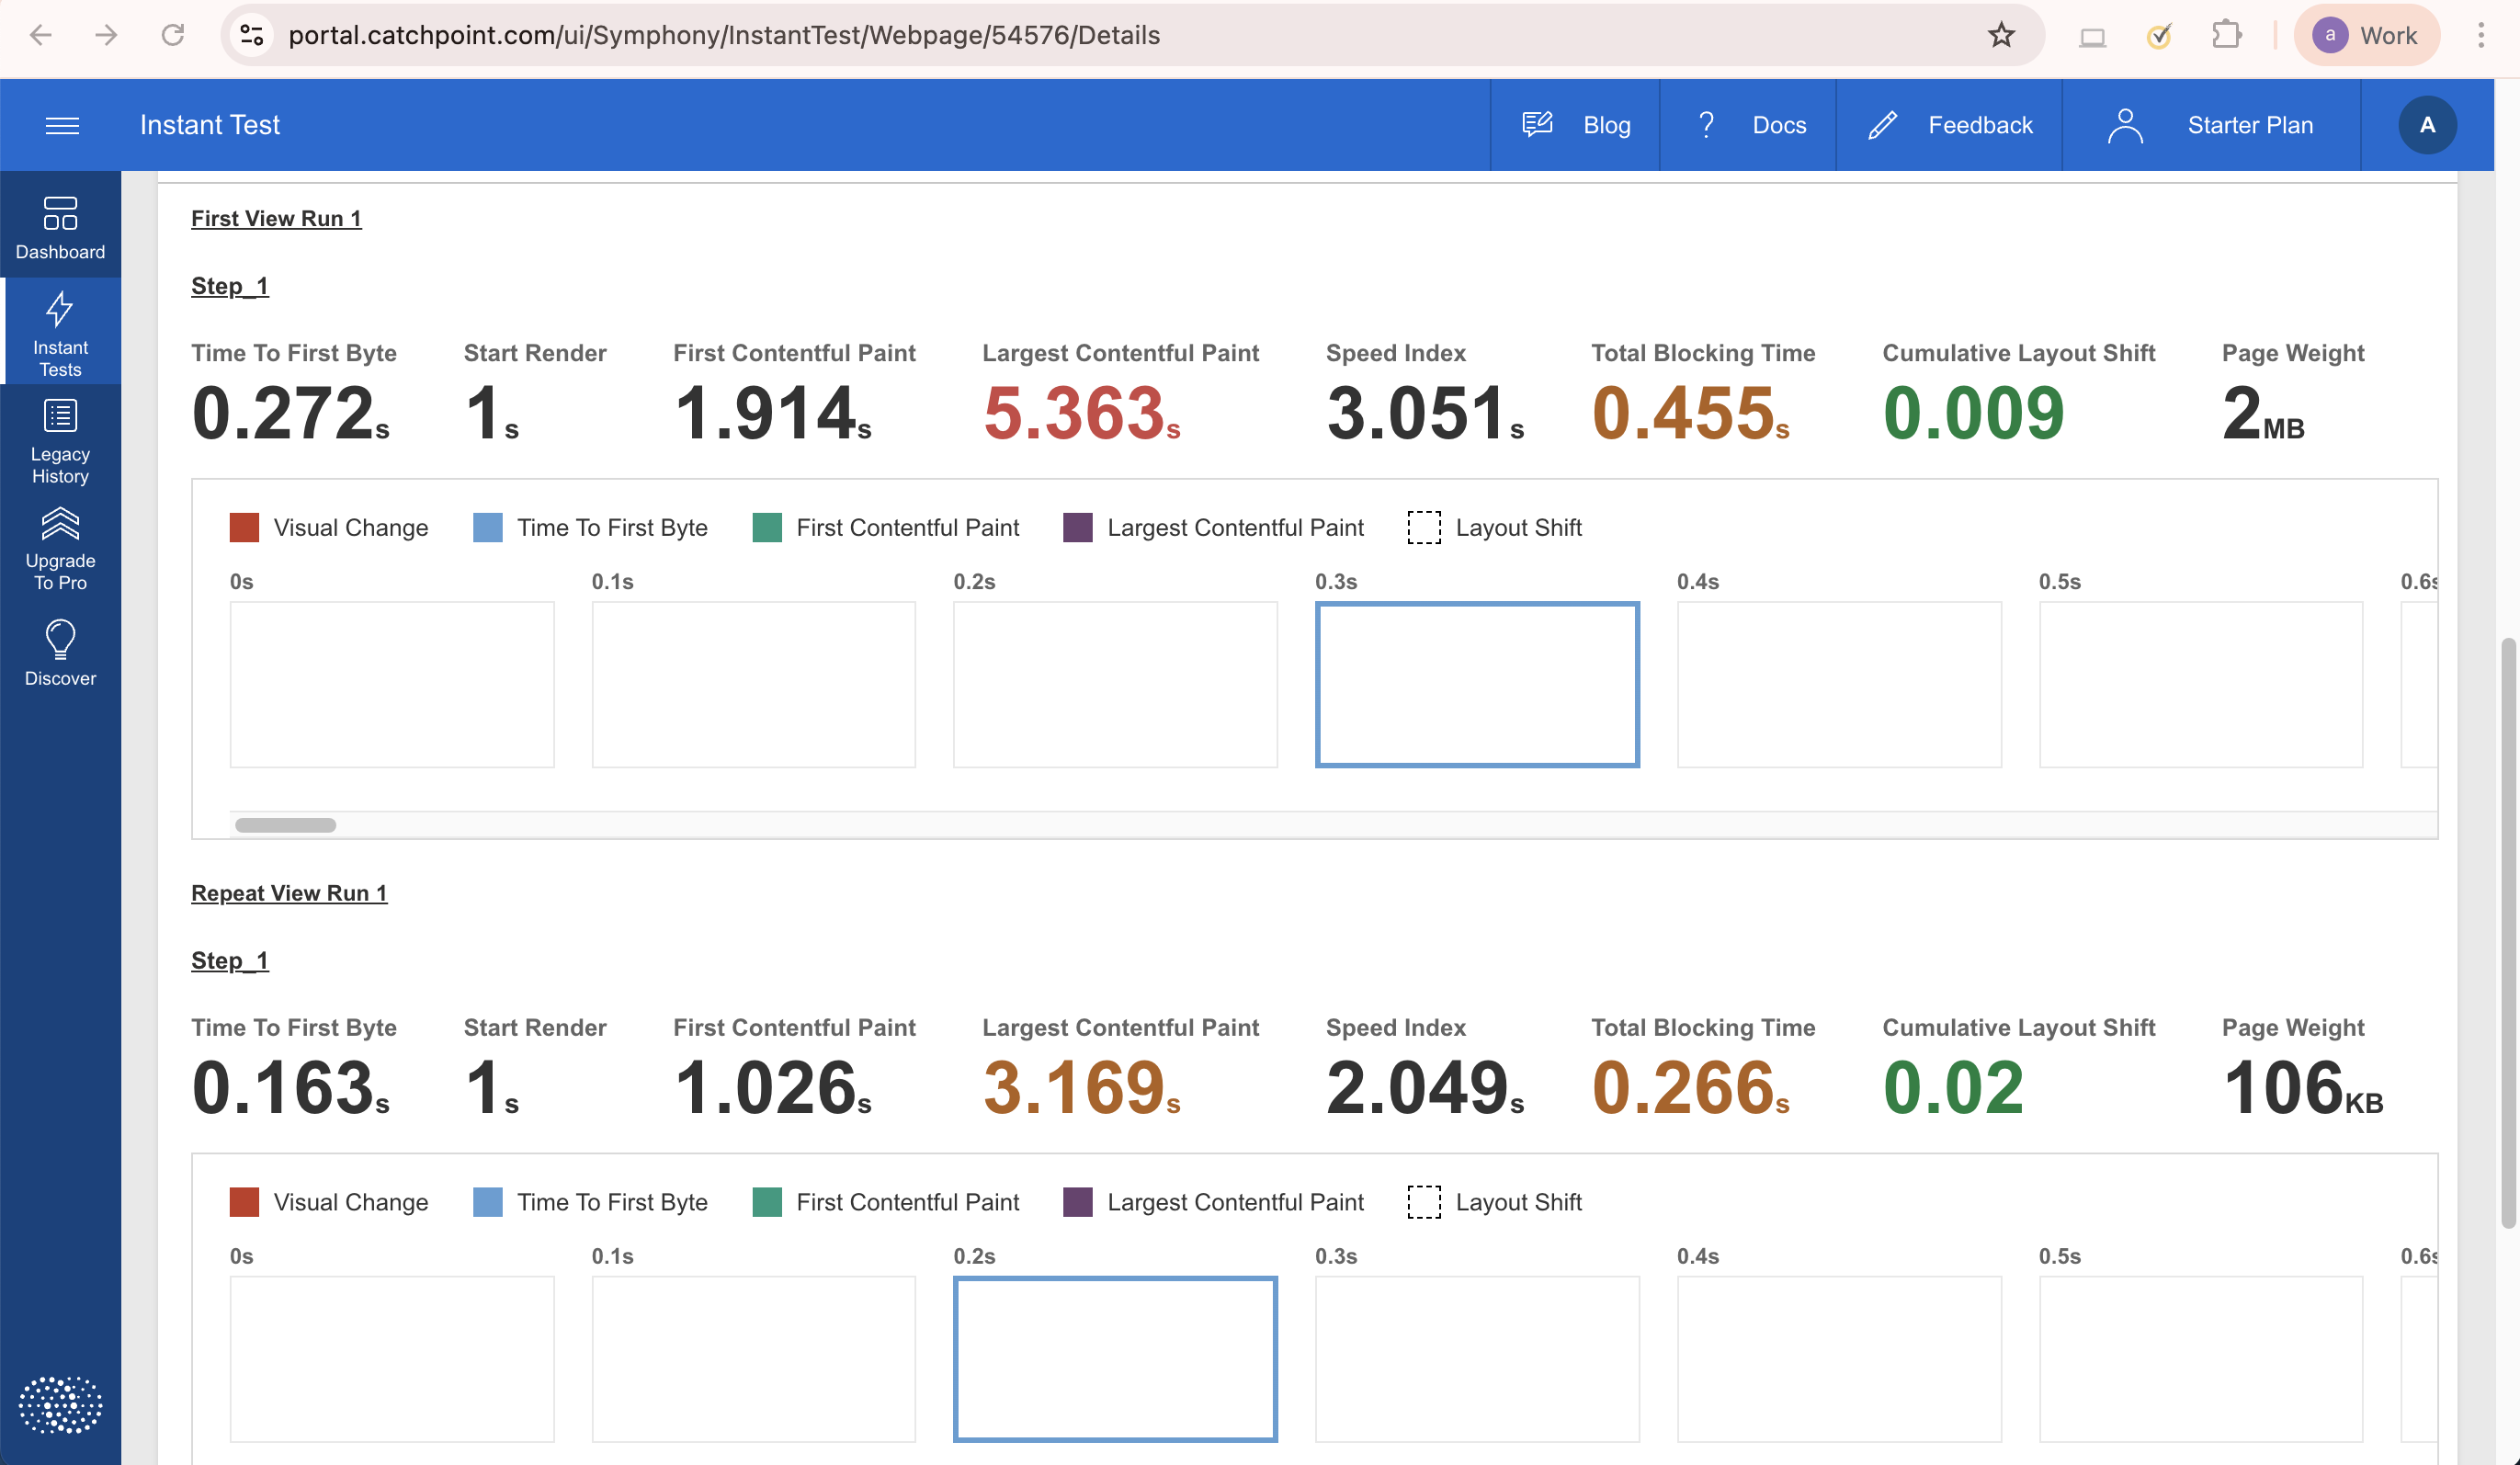 portal.catchpoint.com/ui/Symphony/InstantTest/Webpage/54576/Details
a Work
Instant Test
Blog
? Docs
Feedback
Starter Plan
A
Dashboard
Instant
Tests
Legacy
History
Upgrade
To Pro
Discover
First View Run 1
Step_1
Time To First Byte Start Render First Contentful Paint Largest Contentful Paint Speed Index Total Blocking Time Cumulative Layout Shift Page Weight
0.272s 1s 1.914s 5.363s 3.051s 0.455s 0.009 2MB
Visual Change Time To First Byte First Contentful Paint Largest Contentful Paint Layout Shift
0s 0.1s 0.2s 0.3s 0.4s 0.5s 0.6s
Repeat View Run 1
Step_1
Time To First Byte Start Render First Contentful Paint Largest Contentful Paint Speed Index Total Blocking Time Cumulative Layout Shift Page Weight
0.163s 1s 1.026s 3.169s 2.049s 0.266s 0.02 106KB
Visual Change Time To First Byte First Contentful Paint Largest Contentful Paint Layout Shift
0s 0.1s 0.2s 0.3s 0.4s 0.5s 0.6s